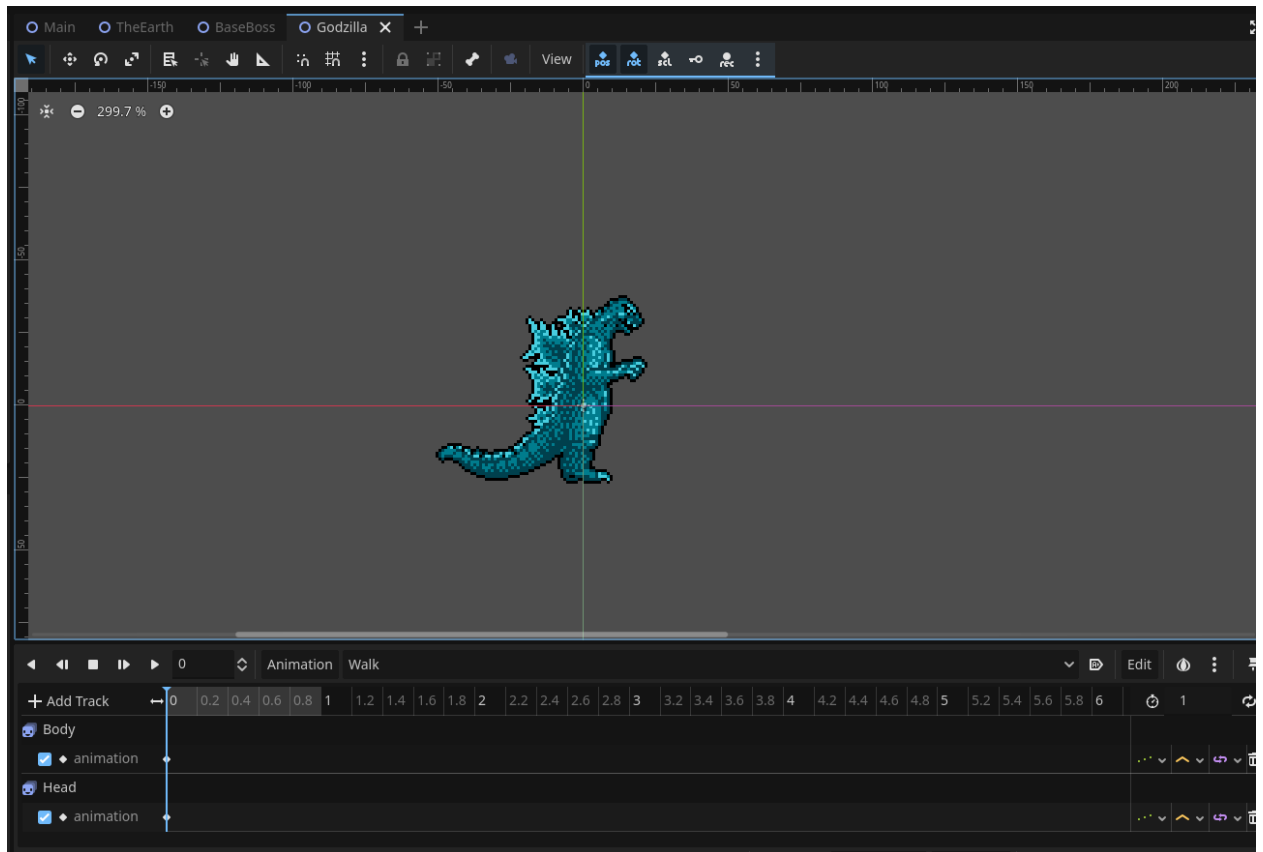 Main TheEarth BaseBoss Godzilla
View pos rot scl rec
-150 -100 -50 0 50 100 150 200
-100
299.7 %
-50
0
50
0 Animation Walk Edit
Add Track 0 0.2 0.4 0.6 0.8 1 1.2 1.4 1.6 1.8 2 2.2 2.4 2.6 2.8 3 3.2 3.4 3.6 3.8 4 4.2 4.4 4.6 4.8 5 5.2 5.4 5.6 5.8 6 1
Body
animation
Head
animation